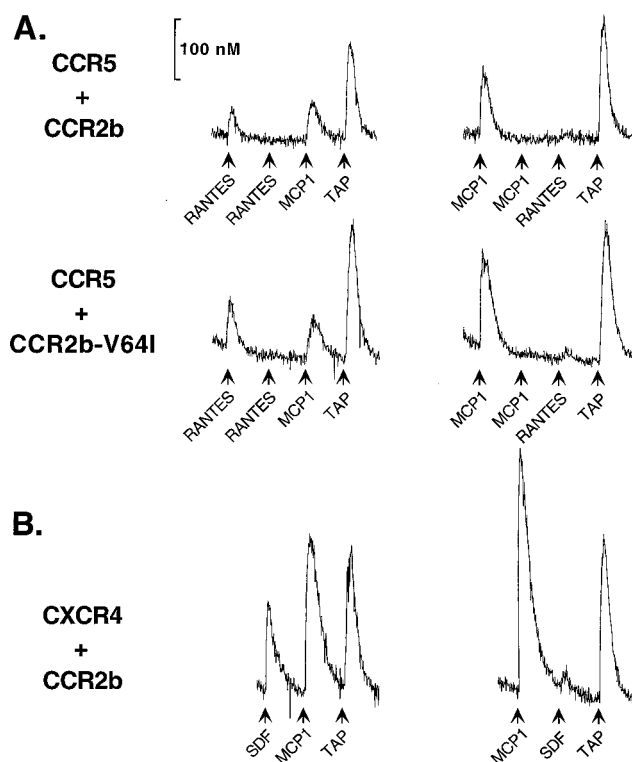 A.
100 nM
CCR5
+
CCR2b
RANTES RANTES MCP1 TAP
MCP1 MCP1 RANTES TAP
CCR5
+
CCR2b-V64I
RANTES RANTES MCP1 TAP
MCP1 MCP1 RANTES TAP
B.
CXCR4
+
CCR2b
SDF MCP1 TAP
MCP1 SDF TAP